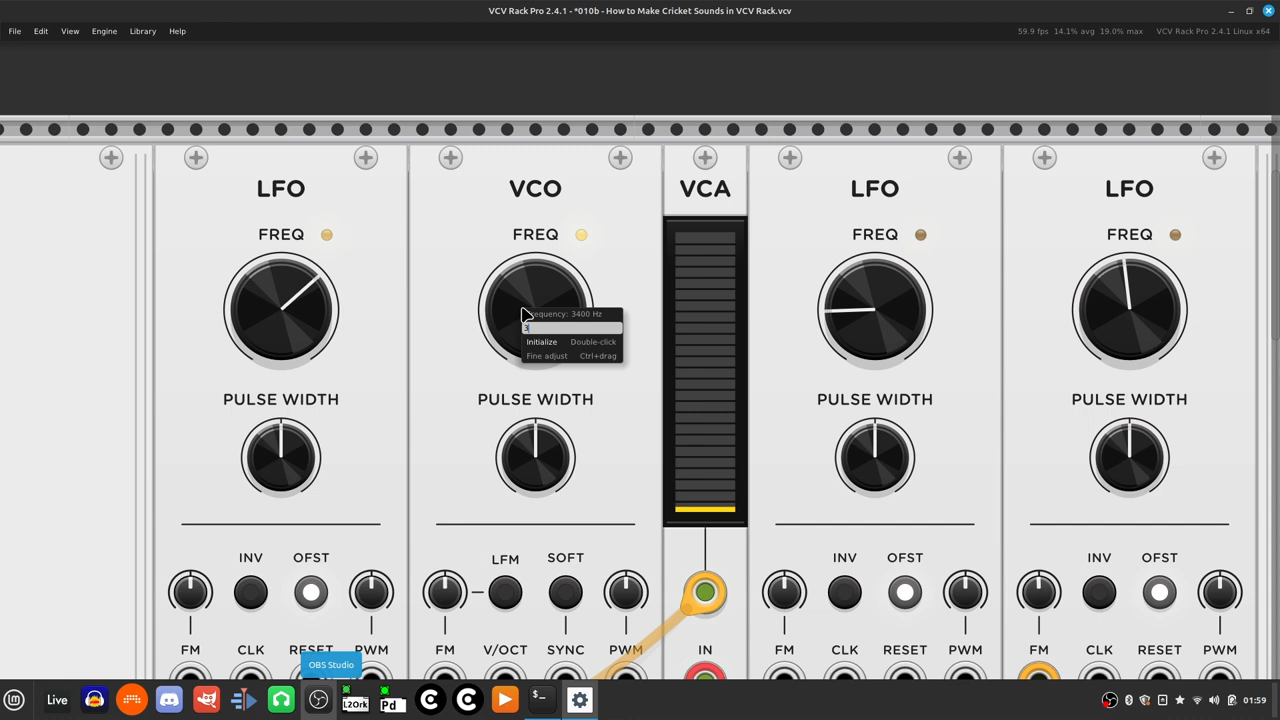 VCV Rack Pro 2.4.1 - *010b - How to Make Cricket Sounds in VCV Rack.vcv
File Edit View Engine Library Help 59.9 fps 14.1% avg 19.0% max VCV Rack Pro 2.4.1 Linux x64
LFO VCO VCA LFO LFO
FREQ FREQ FREQ FREQ
Frequency: 3400 Hz
3
Initialize Double-click
Fine adjust Ctrl+drag
PULSE WIDTH PULSE WIDTH PULSE WIDTH PULSE WIDTH
INV OFST LFM SOFT INV OFST INV OFST
FM CLK RESET PWM FM V/OCT SYNC PWM IN FM CLK RESET PWM FM CLK RESET PWM
OBS Studio
Live L2Ork Pd >_ 01:59